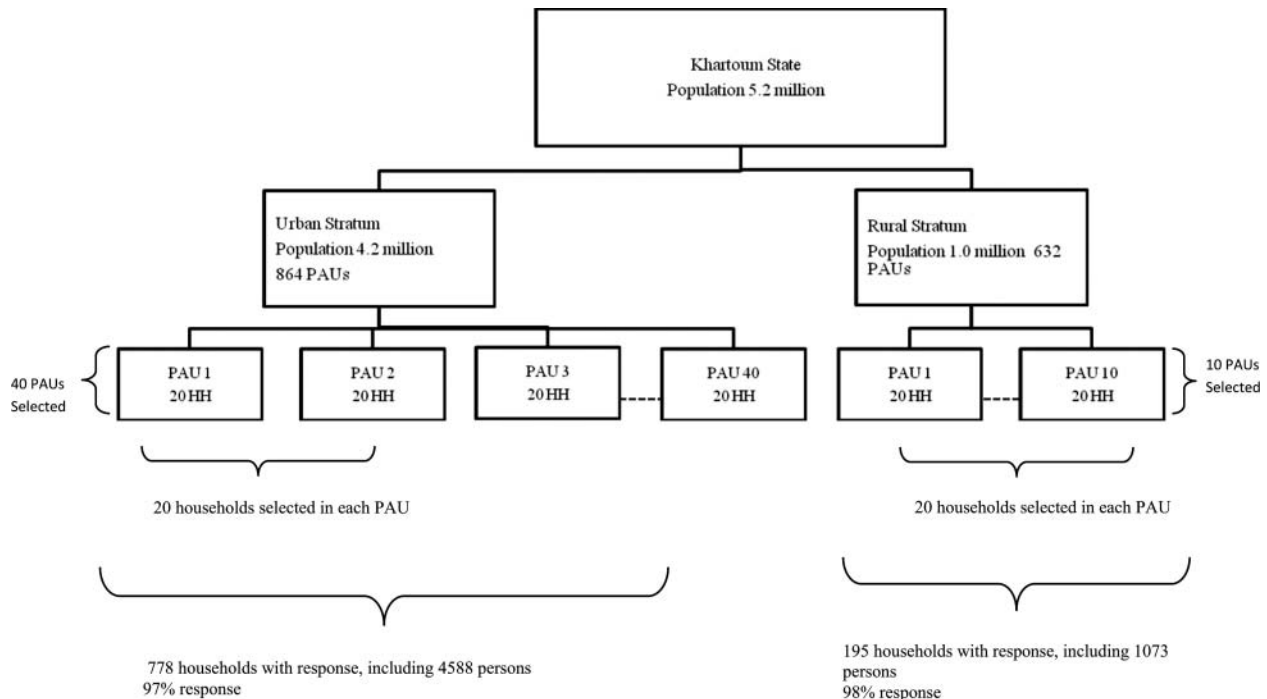 Khartoum State
Population 5.2 million
Urban Stratum
Population 4.2 million
864 PAUs
Rural Stratum
Population 1.0 million 632
PAUs
40 PAUs
Selected
PAU 1
20 HH
PAU 2
20 HH
PAU 3
20 HH
PAU 40
20 HH
PAU 1
20 HH
PAU 10
20 HH
10 PAUs
Selected
20 households selected in each PAU
20 households selected in each PAU
778 households with response, including 4588 persons
97% response
195 households with response, including 1073
persons
98% response